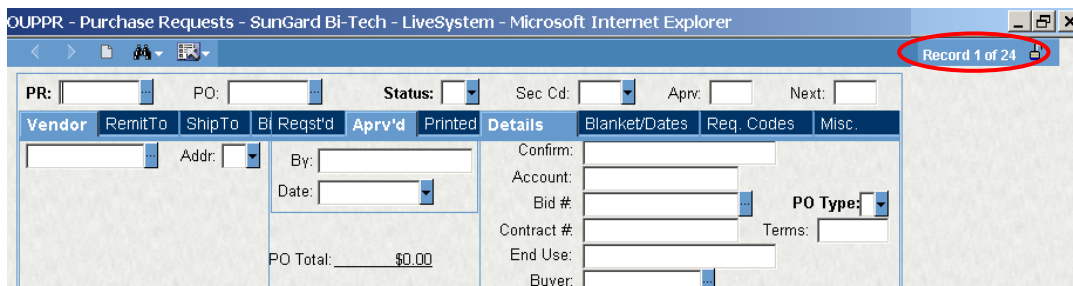 OUPPR - Purchase Requests - SunGard Bi-Tech - LiveSystem - Microsoft Internet Explorer
Record 1 of 24
PR: PO: Status: Sec Cd: Aprv: Next:
Vendor RemitTo ShipTo Bi Reqst'd Aprv'd Printed Details Blanket/Dates Req. Codes Misc.
Addr: By: Confirm:
Account:
Date: Bid #: PO Type:
Contract #: Terms:
PO Total: $0.00 End Use:
Buyer: